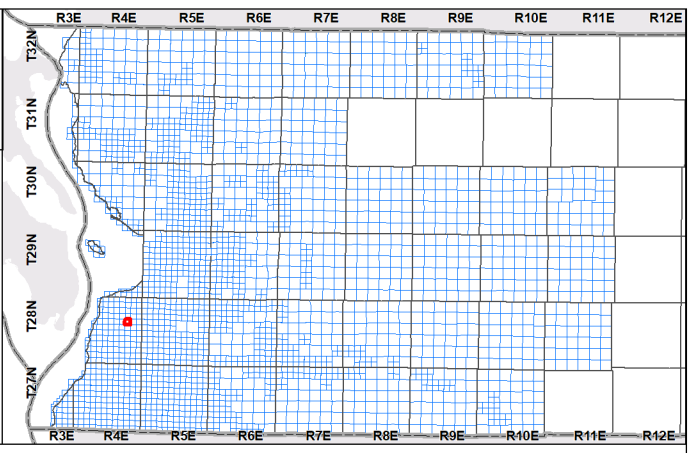 R3E R4E R5E R6E R7E R8E R9E R10E R11E R12E
T32N
T31N
T30N
T29N
T28N
T27N
R3E R4E R5E R6E R7E R8E R9E R10E R11E R12E